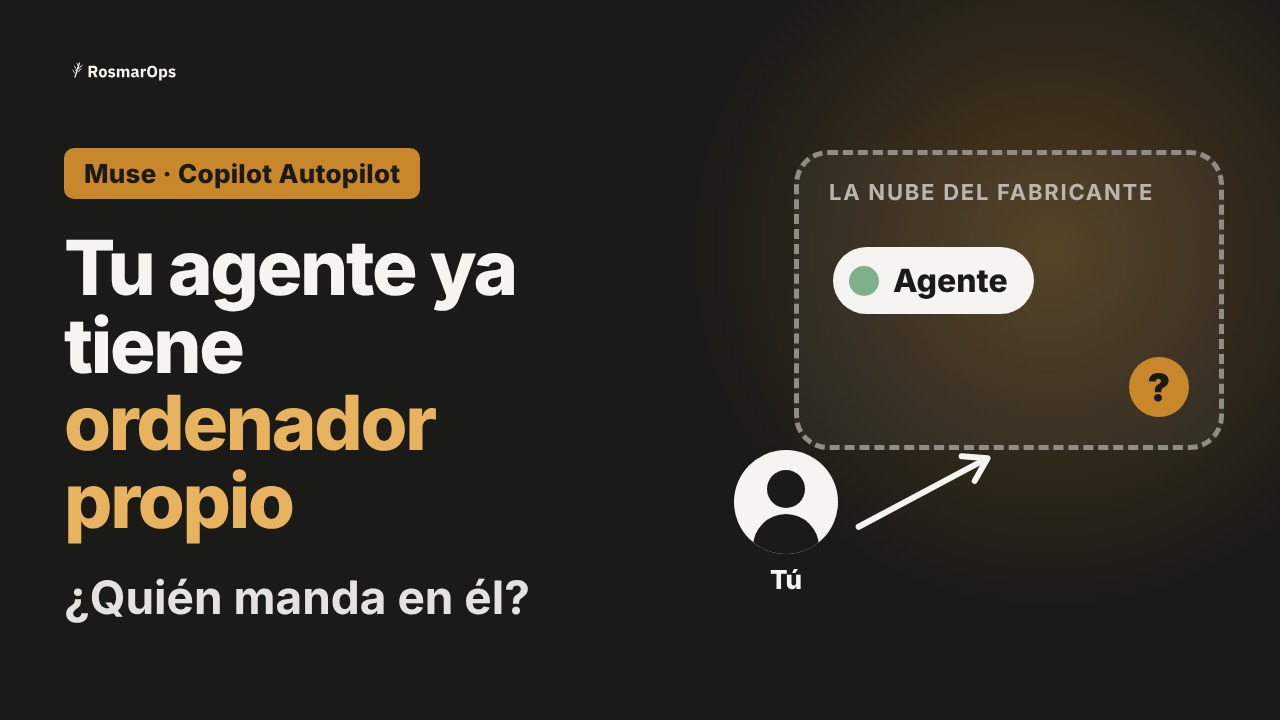 RosmarOps
Muse · Copilot Autopilot
Tu agente ya
tiene
ordenador
propio
¿Quién manda en él?
LA NUBE DEL FABRICANTE
Agente
?
Tú